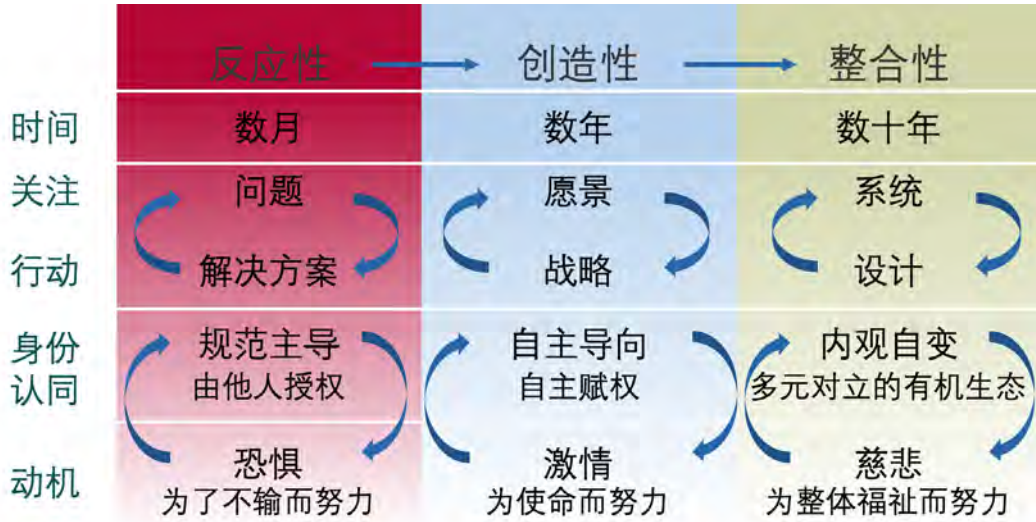 反应性 创造性 整合性
时间 数月 数年 数十年
关注 问题 愿景 系统
行动 解决方案 战略 设计
身份 规范主导 自主导向 内观自变
认同 由他人授权 自主赋权 多元对立的有机生态
动机 恐惧 激情 慈悲
为了不输而努力 为使命而努力 为整体福祉而努力